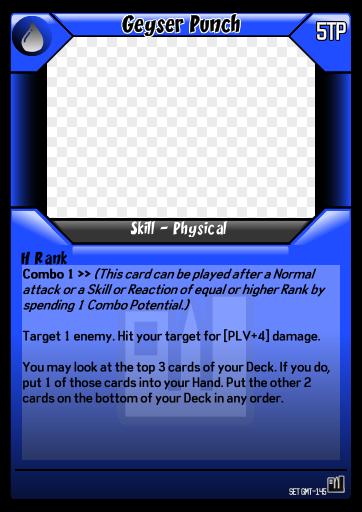 Geyser Punch
5TP
Skill - Physical
H Rank
Combo 1 >> (This card can be played after a Normal
attack or a Skill or Reaction of equal or higher Rank by
spending 1 Combo Potential.)
Target 1 enemy. Hit your target for [PLV+4] damage.
You may look at the top 3 cards of your Deck. If you do,
put 1 of those cards into your Hand. Put the other 2
cards on the bottom of your Deck in any order.
SET GMT-145